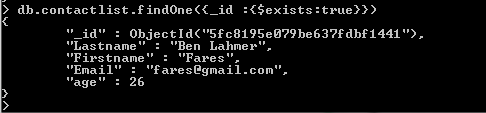 > db.contactlist.findOne({_id :{$exists:true}})
{
"_id" : ObjectId("5fc8195e079be637fdbf1441"),
"Lastname" : "Ben Lahmer",
"Firstname" : "Fares",
"Email" : "fares@gmail.com",
"age" : 26
}
>